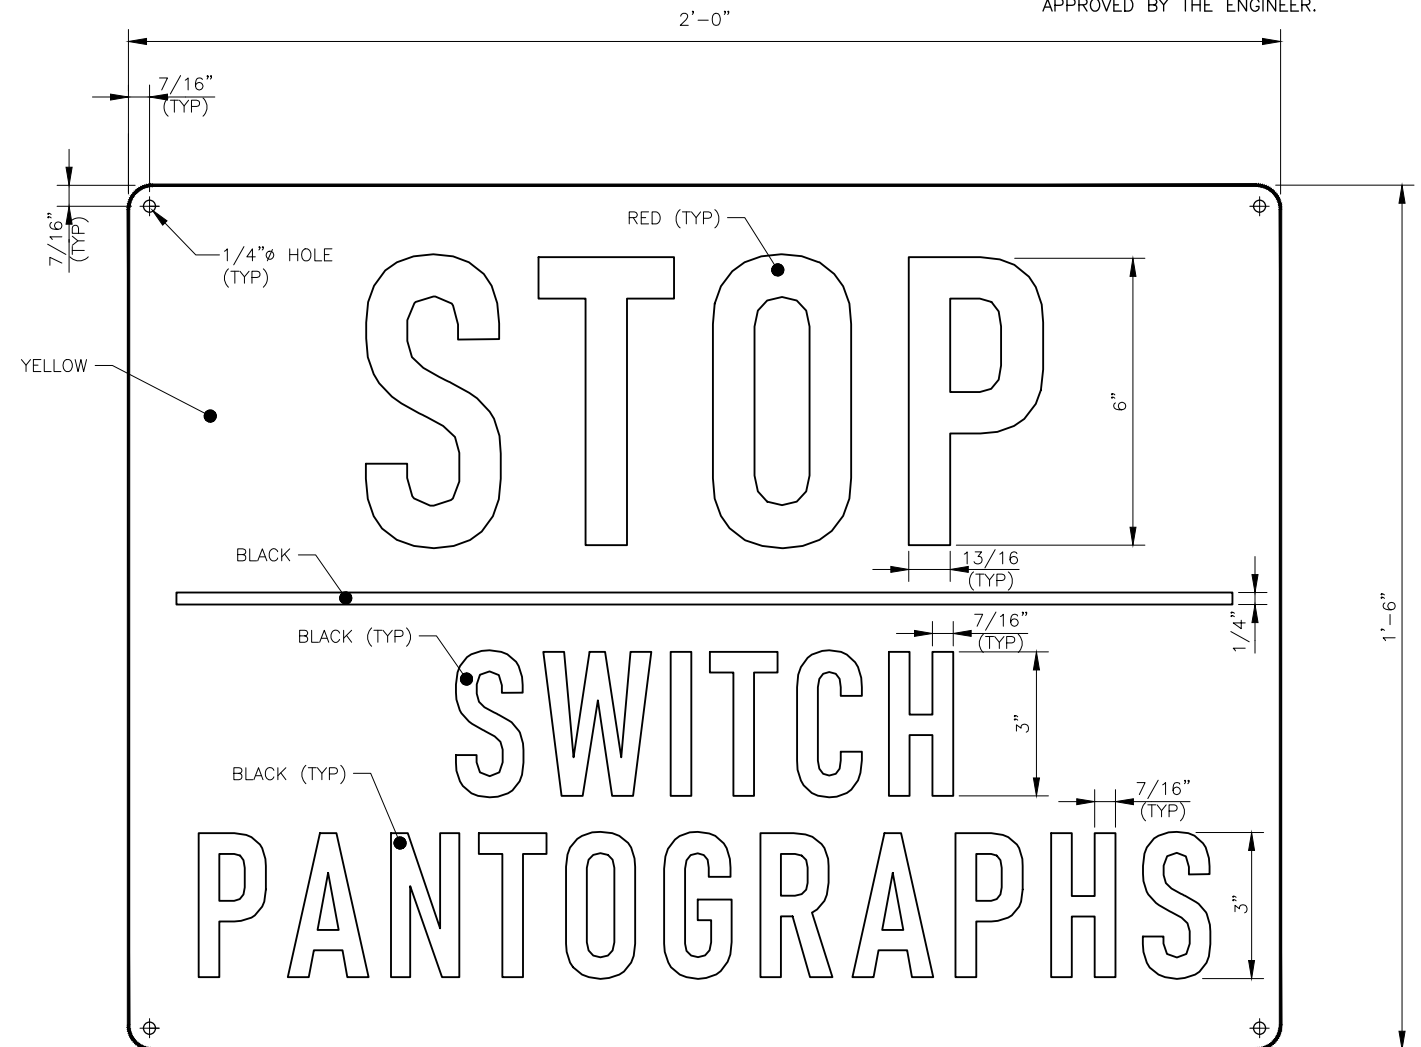 APPROVED BY THE ENGINEER.
2'-0"
7/16"
(TYP)
7/16"
(TYP)
1/4"ø HOLE
(TYP)
RED (TYP)
YELLOW
STOP
6"
BLACK
13/16
(TYP)
1/4"
1'-6"
BLACK (TYP)
7/16"
(TYP)
SWITCH
3"
BLACK (TYP)
7/16"
(TYP)
PANTOGRAPHS
3"